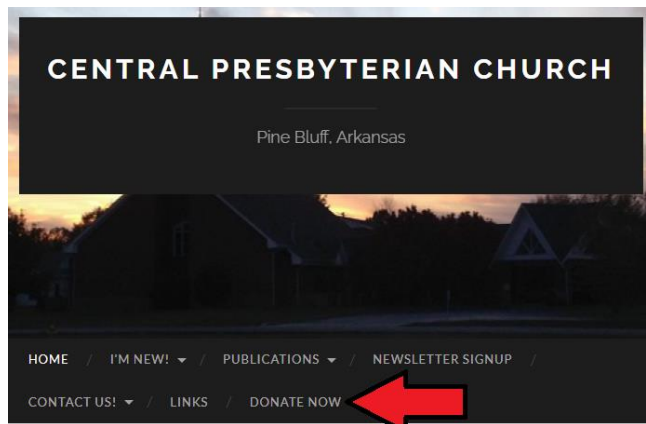 CENTRAL PRESBYTERIAN CHURCH
Pine Bluff, Arkansas
HOME / I'M NEW! / PUBLICATIONS / NEWSLETTER SIGNUP /
CONTACT US! / LINKS / DONATE NOW